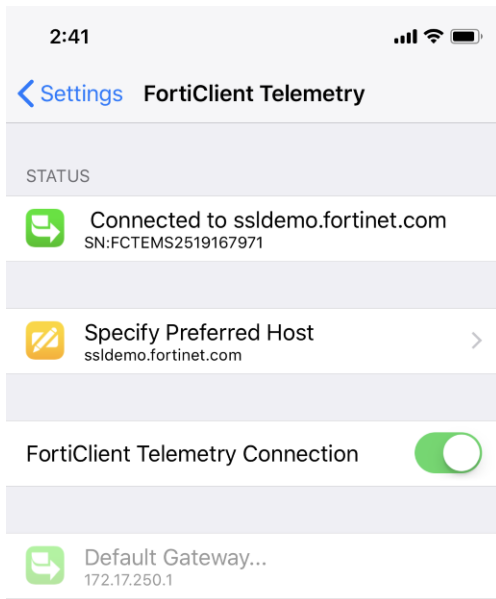 2:41
Settings FortiClient Telemetry
STATUS
Connected to ssldemo.fortinet.com
SN:FCTEMS2519167971
Specify Preferred Host
ssldemo.fortinet.com
FortiClient Telemetry Connection
Default Gateway...
172.17.250.1